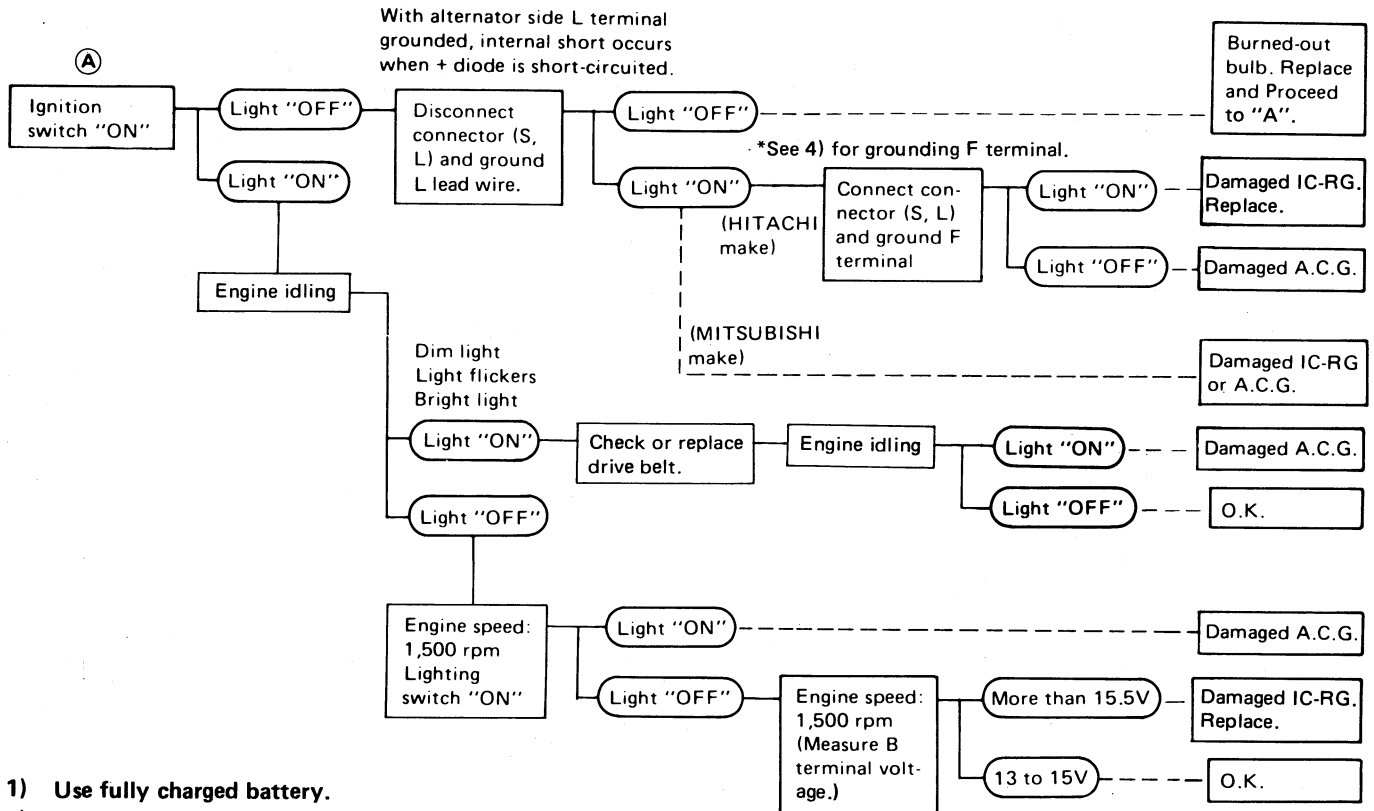 With alternator side L terminal
grounded, internal short occurs
when + diode is short-circuited.
A
Ignition
switch "ON"
Light "OFF"
Light "ON"
Disconnect
connector (S,
L) and ground
L lead wire.
Light "OFF"
Burned-out
bulb. Replace
and Proceed
to "A".
*See 4) for grounding F terminal.
Light "ON"
(HITACHI
make)
Connect con-
nector (S, L)
and ground F
terminal
Light "ON"
Damaged IC-RG.
Replace.
Light "OFF"
Damaged A.C.G.
(MITSUBISHI
make)
Damaged IC-RG
or A.C.G.
Engine idling
Dim light
Light flickers
Bright light
Light "ON"
Check or replace
drive belt.
Engine idling
Light "ON"
Damaged A.C.G.
Light "OFF"
O.K.
Light "OFF"
Engine speed:
1,500 rpm
Lighting
switch "ON"
Light "ON"
Damaged A.C.G.
Light "OFF"
Engine speed:
1,500 rpm
(Measure B
terminal volt-
age.)
More than 15.5V
Damaged IC-RG.
Replace.
13 to 15V
O.K.
1) Use fully charged battery.